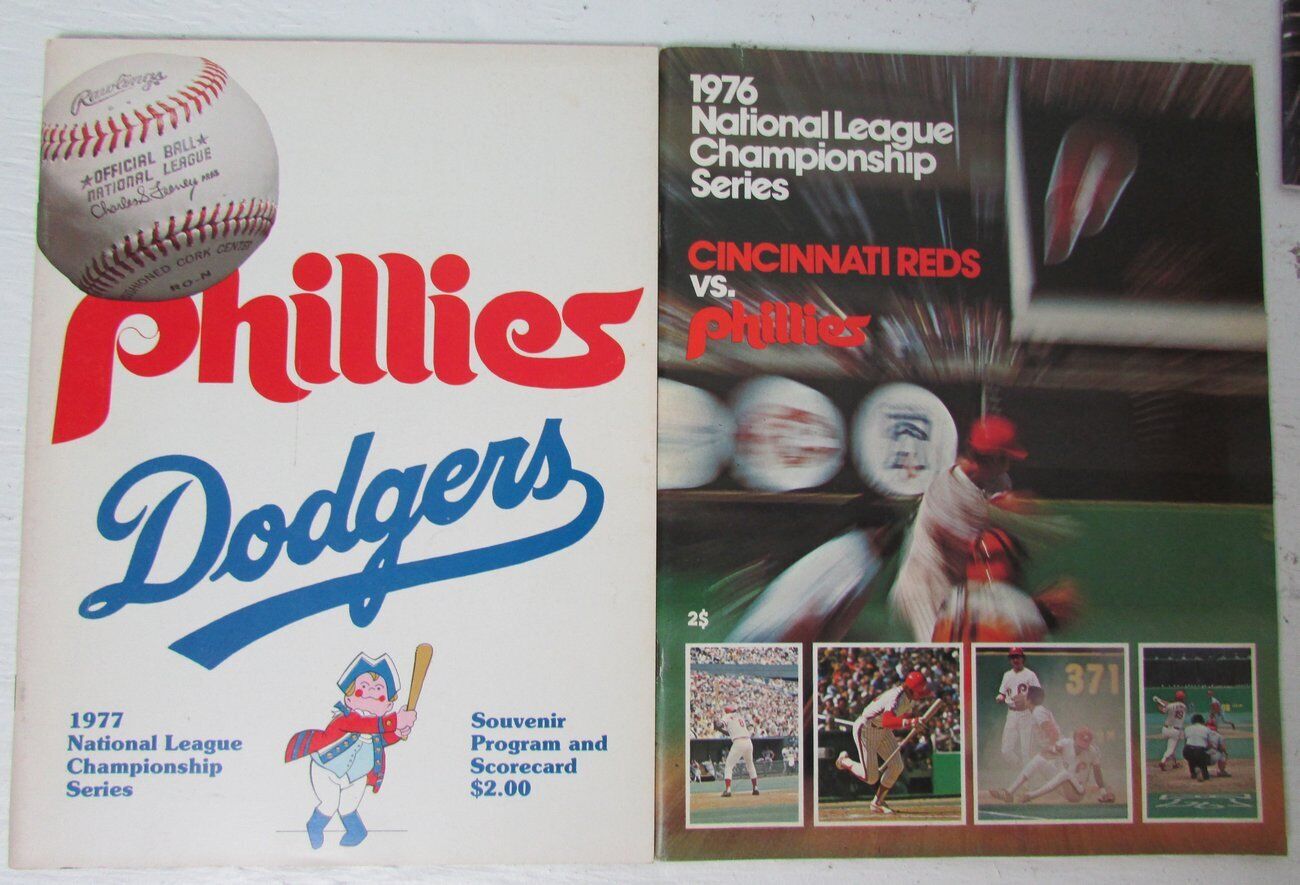 Rawlings
★OFFICIAL BALL★
NATIONAL LEAGUE
Charles S. Feeney PRES
CUSHIONED CORK CENTER
RO-N
Phillies
Dodgers
1977
National League
Championship
Series
Souvenir
Program and
Scorecard
$2.00
1976
National League
Championship
Series
CINCINNATI REDS
vs.
Phillies
2$
371